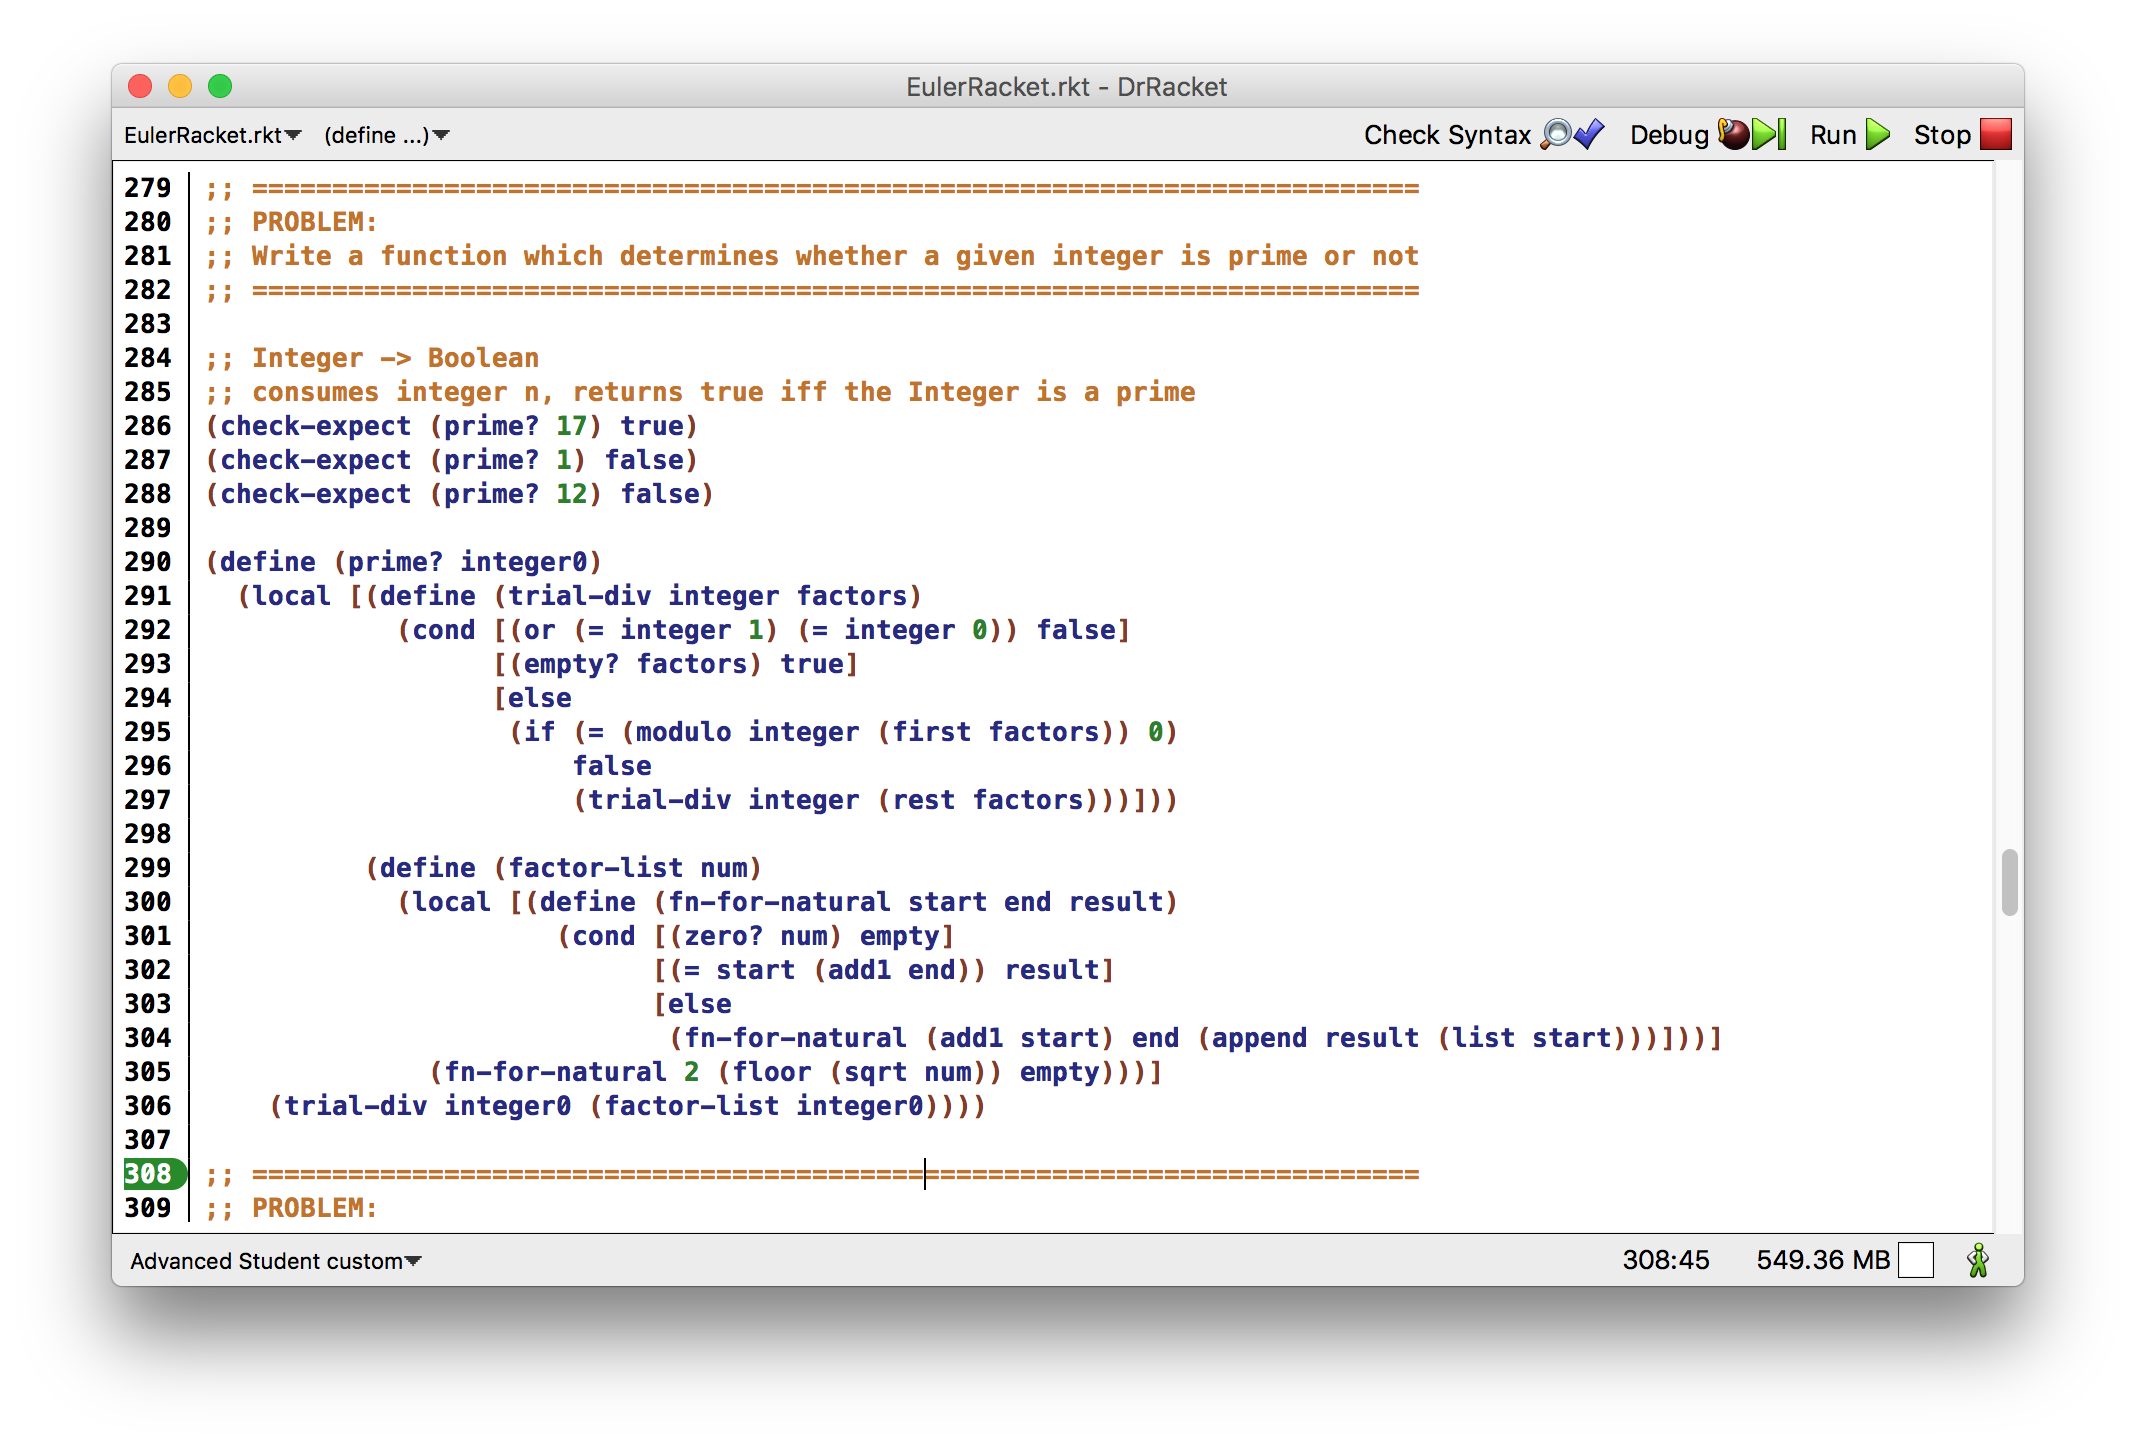 EulerRacket.rkt - DrRacket
EulerRacket.rkt (define ...) Check Syntax Debug Run Stop
279 ;; =========================================================================
280 ;; PROBLEM:
281 ;; Write a function which determines whether a given integer is prime or not
282 ;; =========================================================================
283
284 ;; Integer -> Boolean
285 ;; consumes integer n, returns true iff the Integer is a prime
286 (check-expect (prime? 17) true)
287 (check-expect (prime? 1) false)
288 (check-expect (prime? 12) false)
289
290 (define (prime? integer0)
291   (local [(define (trial-div integer factors)
292             (cond [(or (= integer 1) (= integer 0)) false]
293                   [(empty? factors) true]
294                   [else
295                    (if (= (modulo integer (first factors)) 0)
296                        false
297                        (trial-div integer (rest factors)))]))
298
299           (define (factor-list num)
300             (local [(define (fn-for-natural start end result)
301                       (cond [(zero? num) empty]
302                             [(= start (add1 end)) result]
303                             [else
304                              (fn-for-natural (add1 start) end (append result (list start)))]))]
305               (fn-for-natural 2 (floor (sqrt num)) empty)))]
306     (trial-div integer0 (factor-list integer0))))
307
308 ;; =========================================================================
309 ;; PROBLEM:
Advanced Student custom 308:45 549.36 MB